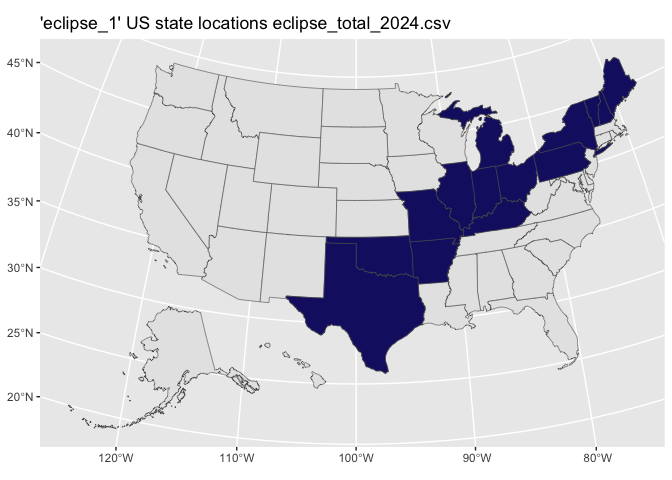 'eclipse_1' US state locations eclipse_total_2024.csv
45°N
40°N
35°N
30°N
25°N
20°N
120°W 110°W 100°W 90°W 80°W